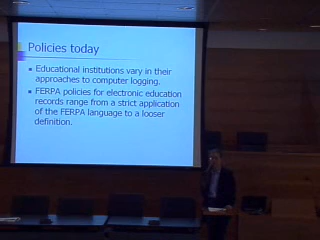 Policies today
Educational institutions vary in their
approaches to computer logging.
FERPA policies for electronic education
records range from a strict application
of the FERPA language to a looser
definition.